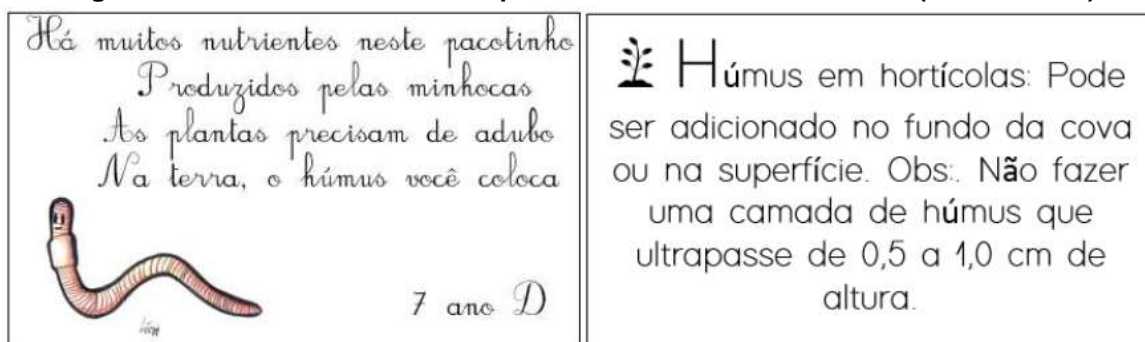 Há muitos nutrientes neste pacotinho
Produzidos pelas minhocas
As plantas precisam de adubo
Na terra, o húmus você coloca
7 ano D
Húmus em hortícolas: Pode
ser adicionado no fundo da cova
ou na superfície. Obs:. Não fazer
uma camada de húmus que
ultrapasse de 0,5 a 1,0 cm de
altura.